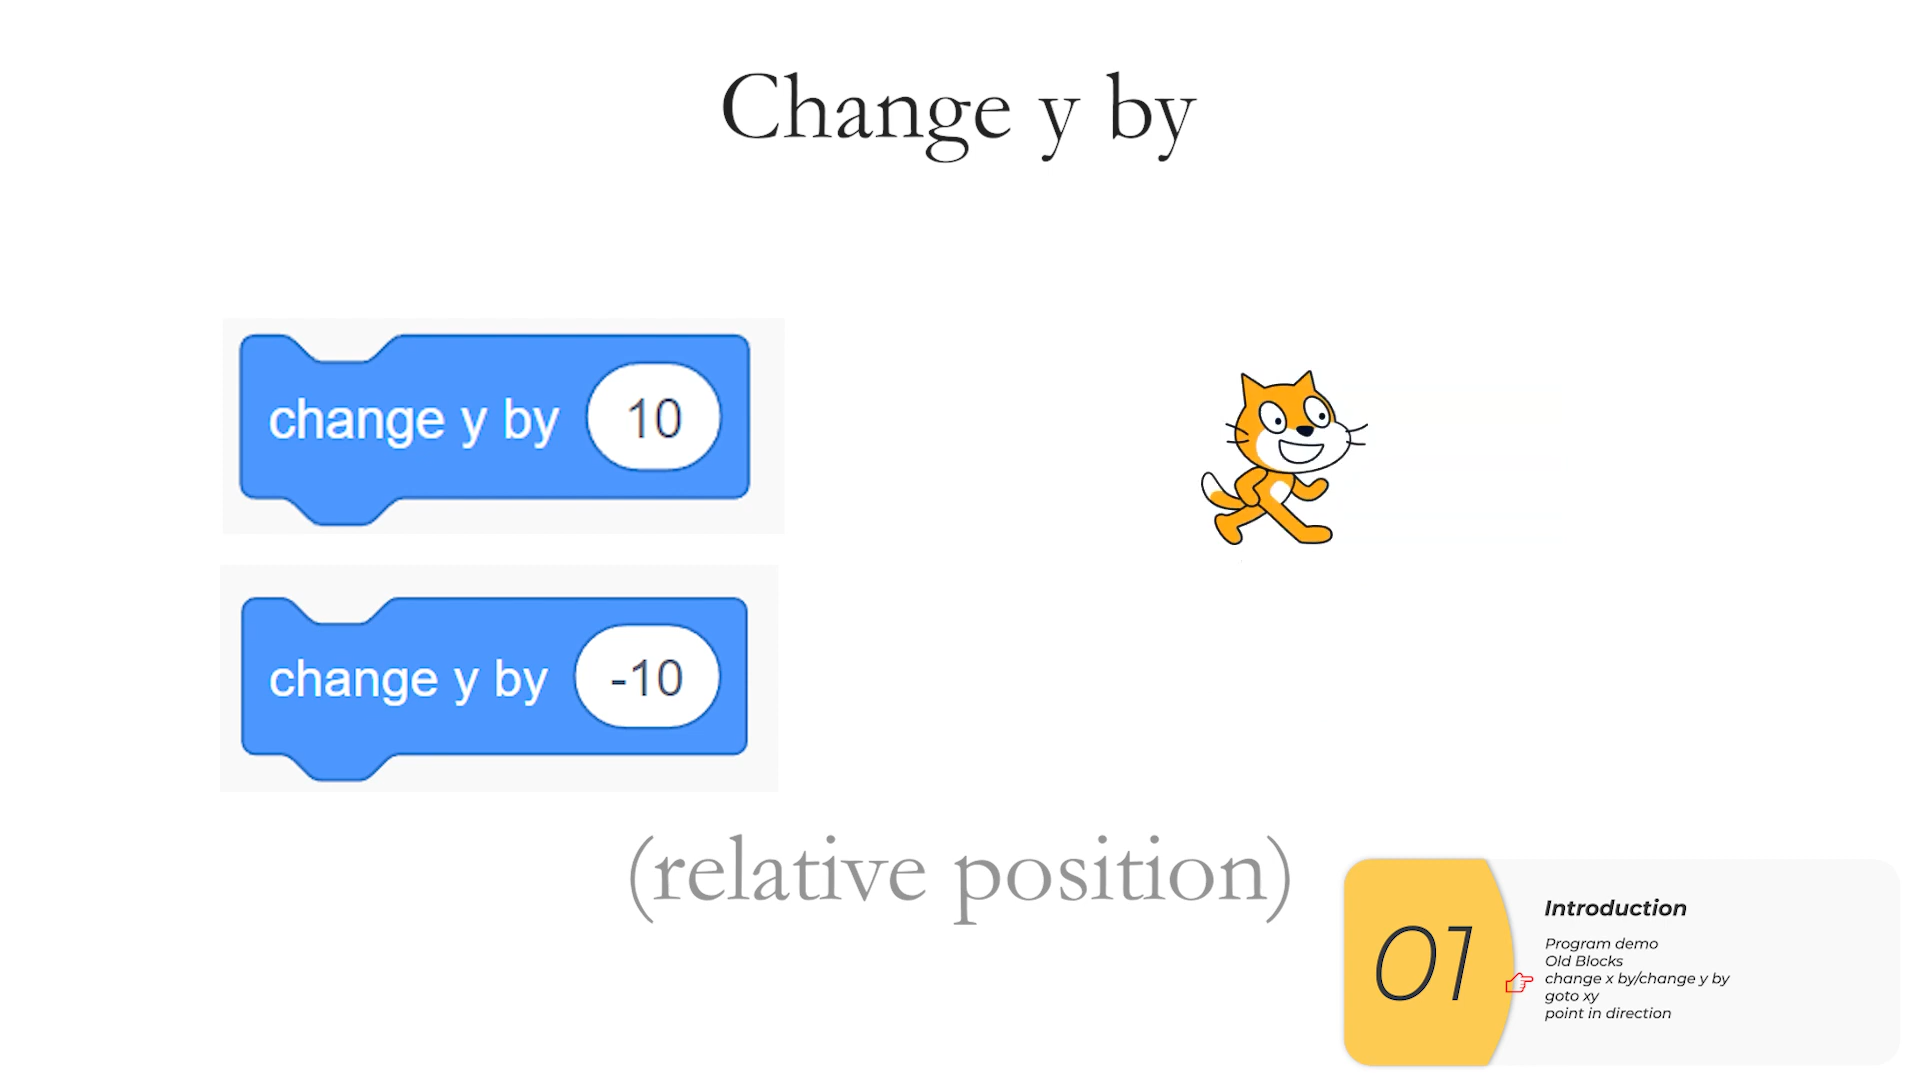 Change y by
change y by 10
change y by -10
(relative position)
01
Introduction
Program demo
Old Blocks
change x by/change y by
goto xy
point in direction